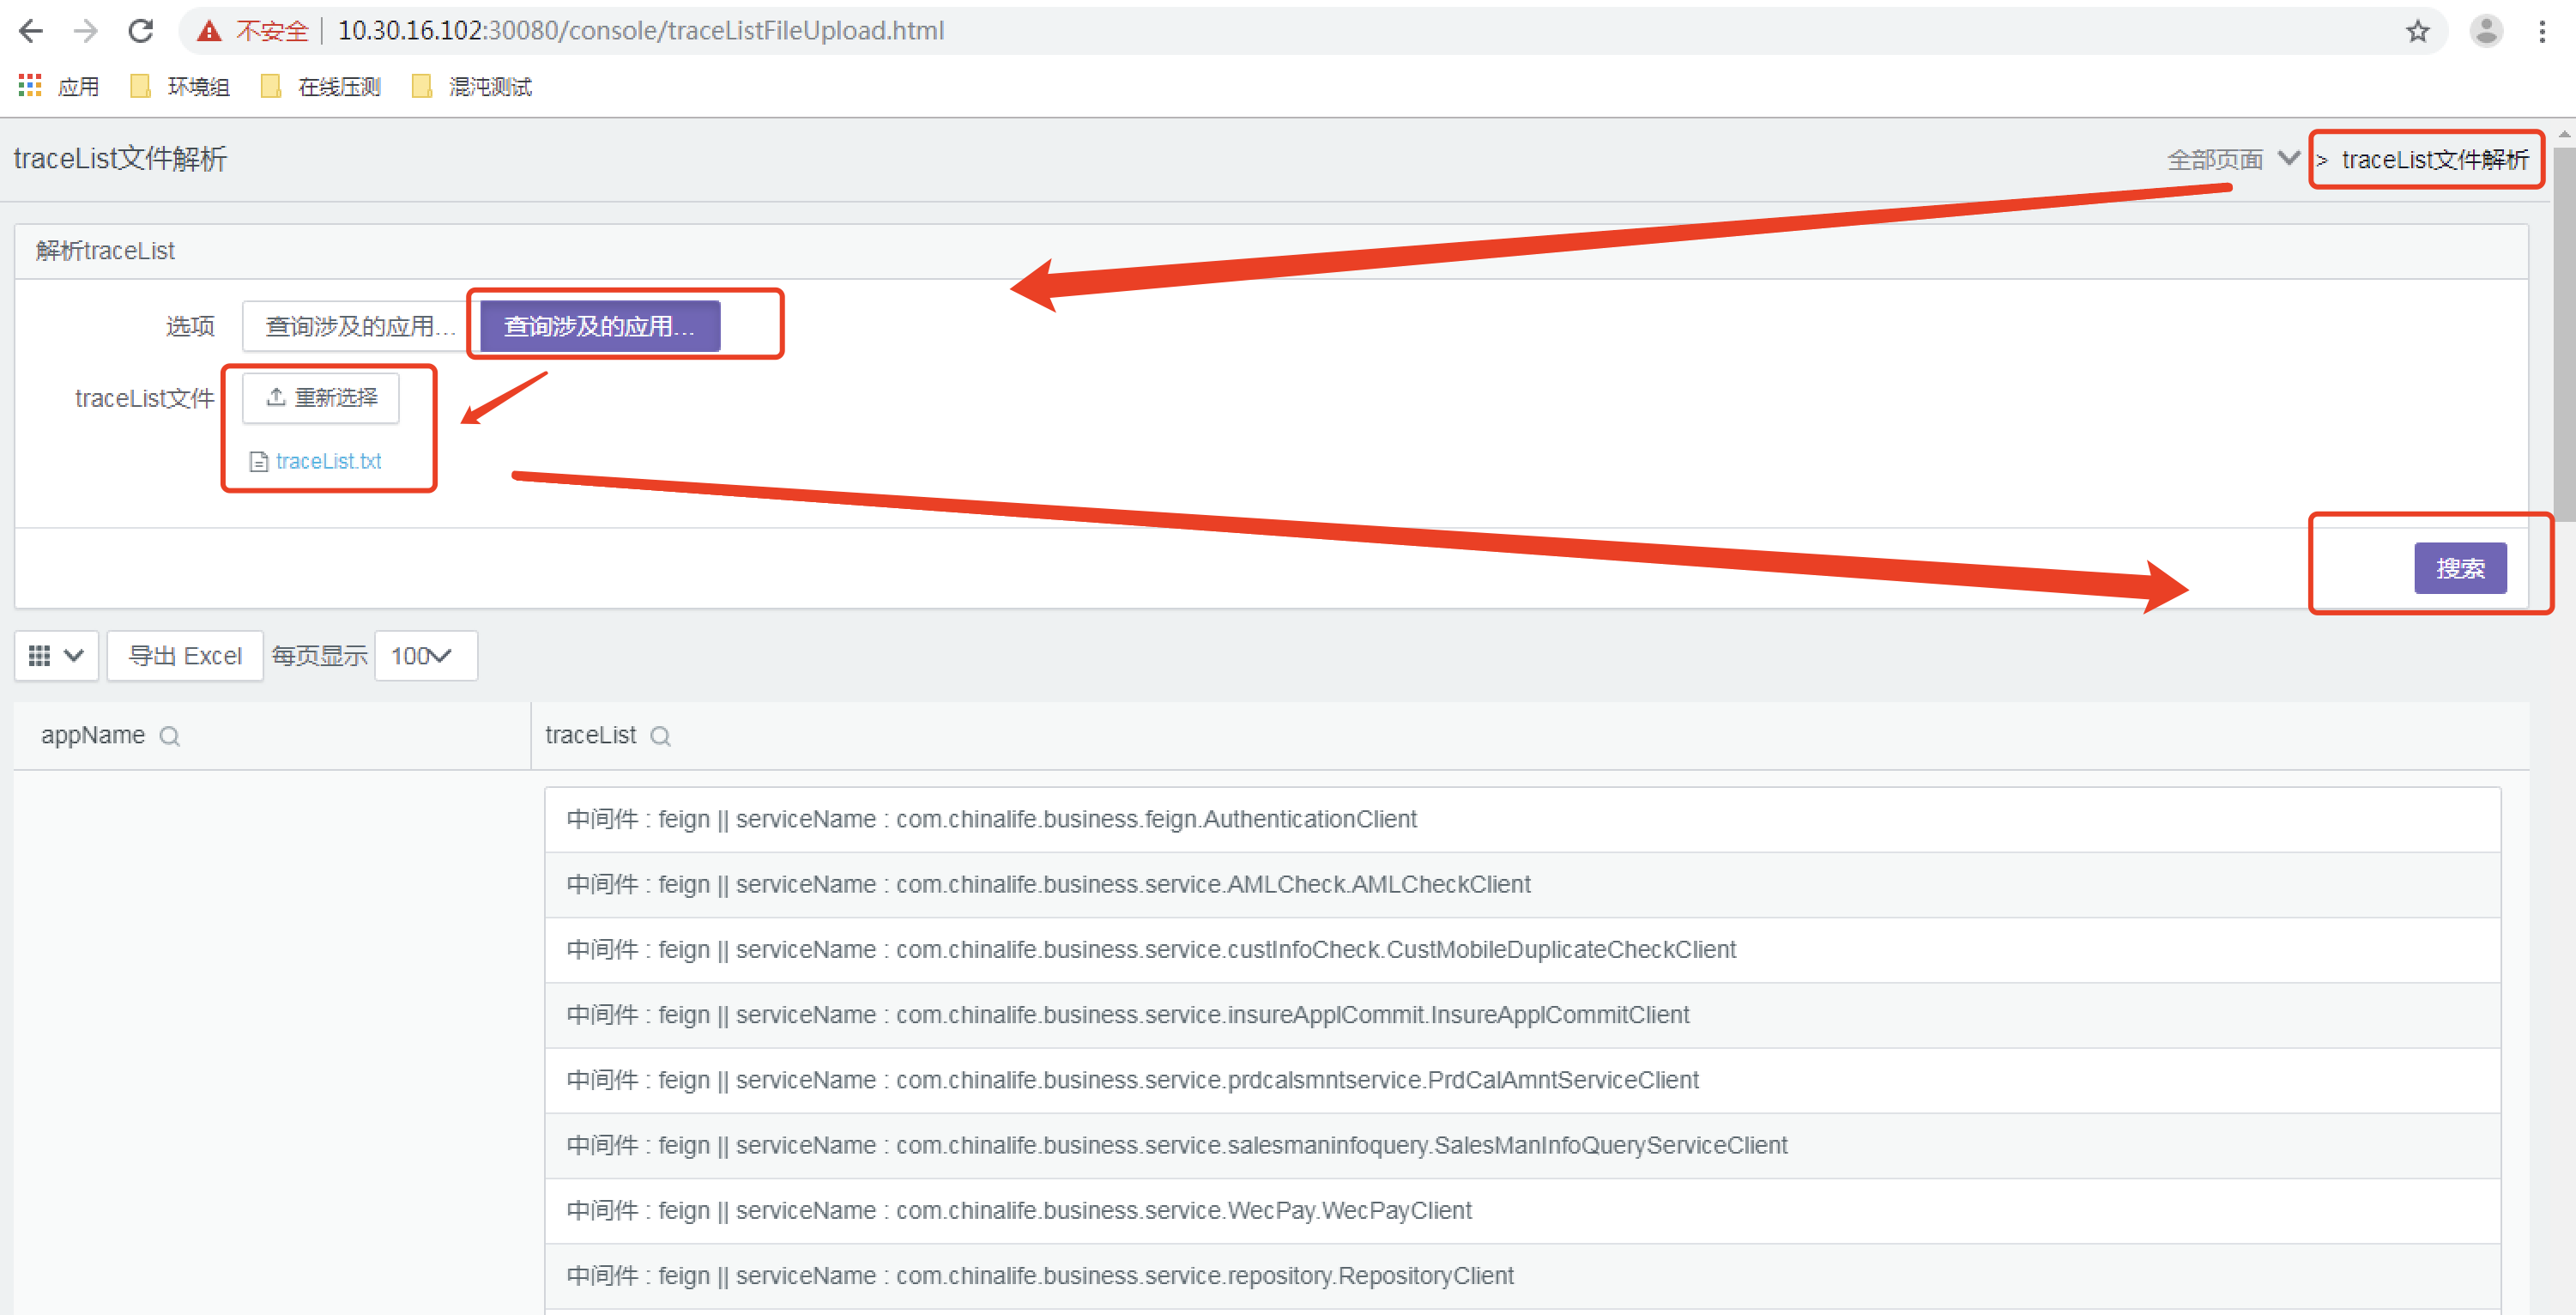 不安全 10.30.16.102:30080/console/traceListFileUpload.html
应用 环境组 在线压测 混沌测试
traceList文件解析 全部页面 > traceList文件解析
解析traceList
选项 查询涉及的应用... 查询涉及的应用...
traceList文件 重新选择
traceList.txt
搜索
导出 Excel 每页显示 100
appName traceList
中间件 : feign || serviceName : com.chinalife.business.feign.AuthenticationClient
中间件 : feign || serviceName : com.chinalife.business.service.AMLCheck.AMLCheckClient
中间件 : feign || serviceName : com.chinalife.business.service.custInfoCheck.CustMobileDuplicateCheckClient
中间件 : feign || serviceName : com.chinalife.business.service.insureApplCommit.InsureApplCommitClient
中间件 : feign || serviceName : com.chinalife.business.service.prdcalsmntservice.PrdCalAmntServiceClient
中间件 : feign || serviceName : com.chinalife.business.service.salesmaninfoquery.SalesManInfoQueryServiceClient
中间件 : feign || serviceName : com.chinalife.business.service.WecPay.WecPayClient
中间件 : feign || serviceName : com.chinalife.business.service.repository.RepositoryClient